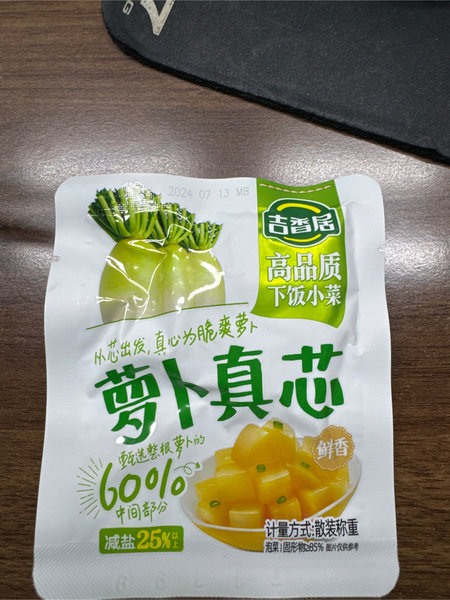 2024 07 13 MB
吉香居
高品质
下饭小菜
从芯出发,真心为脆爽萝卜
萝卜真芯
甄选整根萝卜的
60%
中间部分
鲜香
减盐25%以上
计量方式:散装称重
泡菜 | 固形物≥85% 图片仅供参考